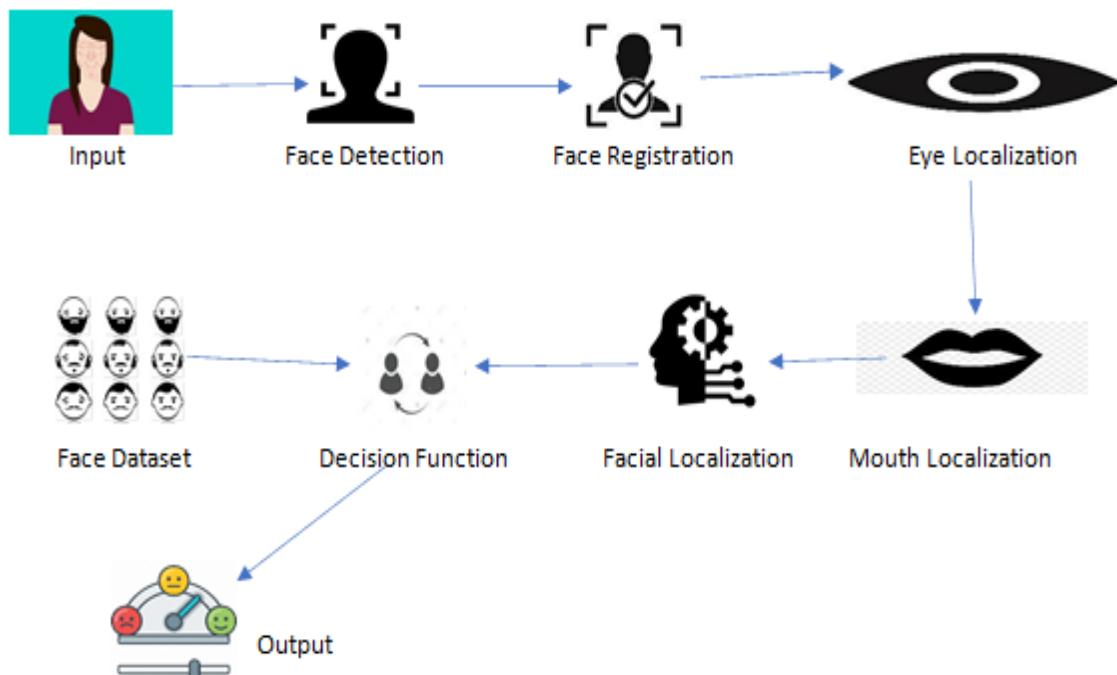 Input
Face Detection
Face Registration
Eye Localization
Face Dataset
Decision Function
Facial Localization
Mouth Localization
Output